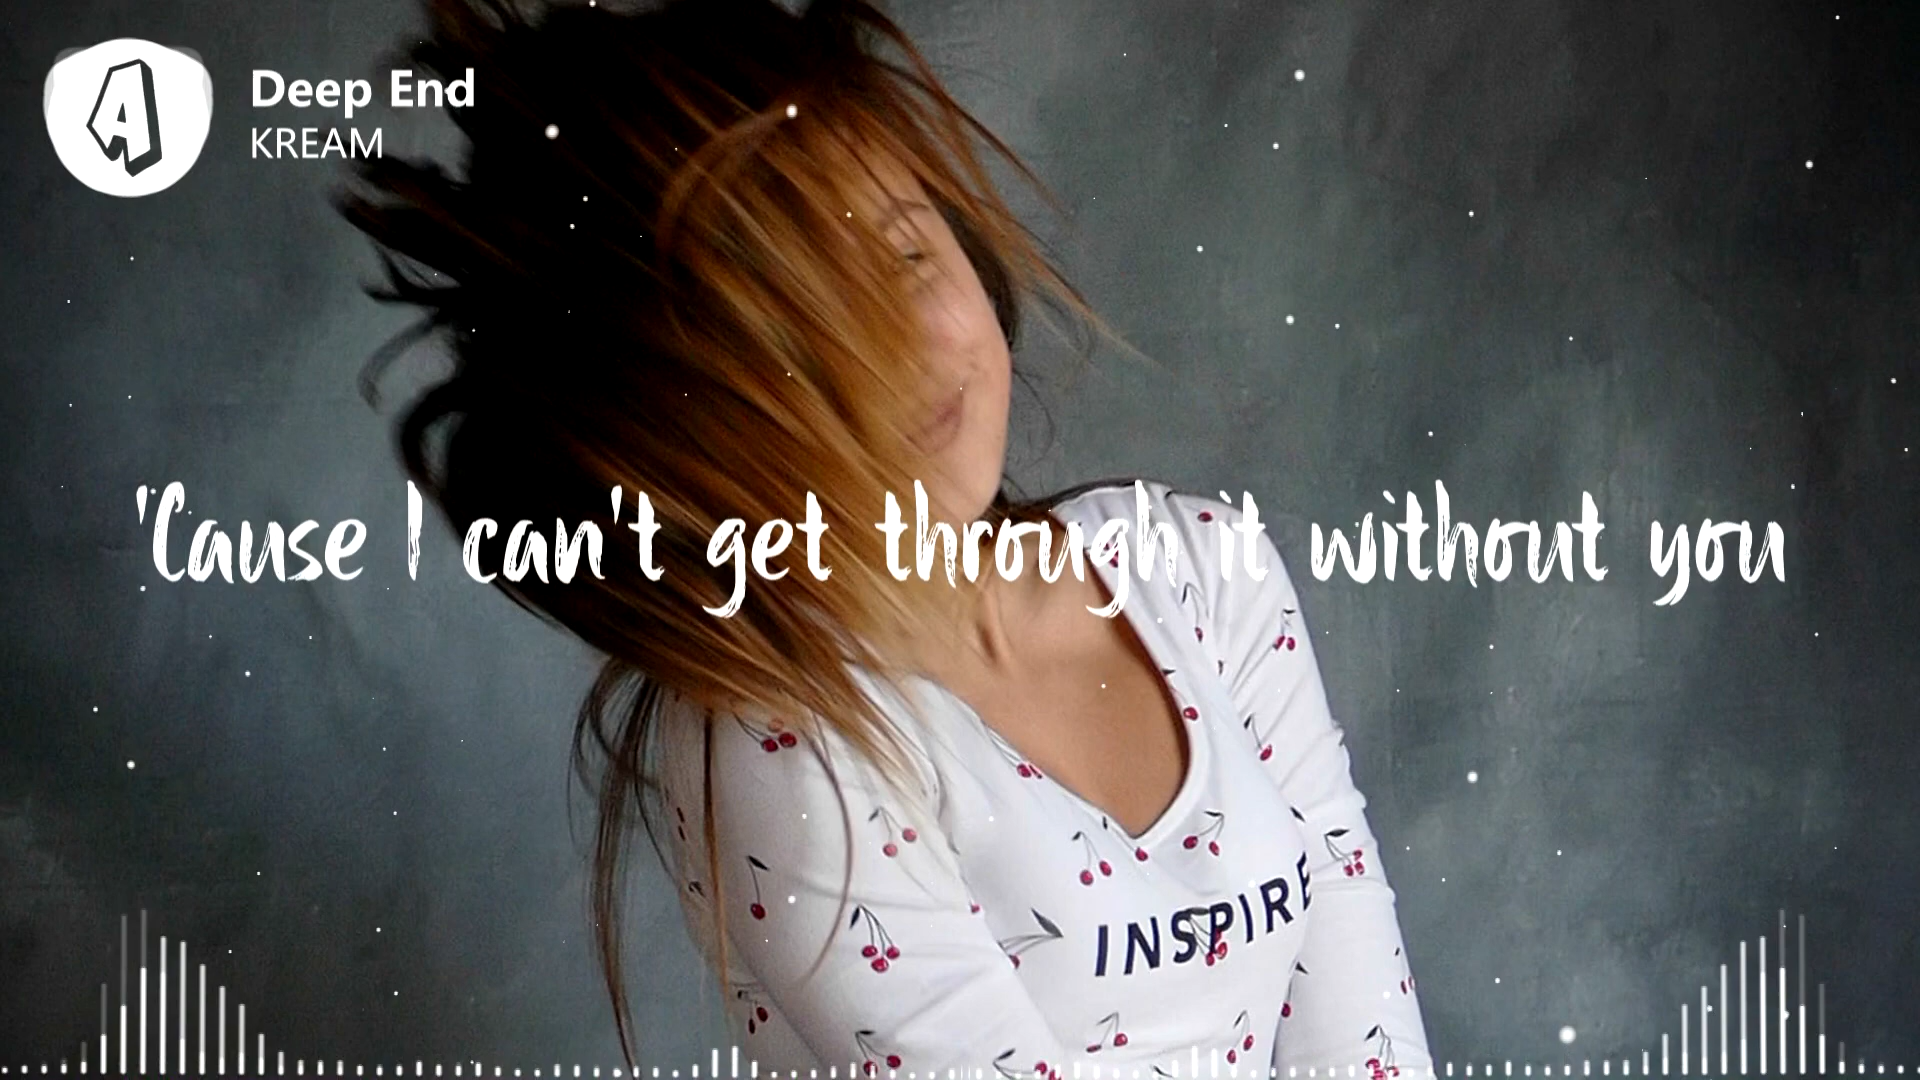 A
Deep End
KREAM
'Cause I can't get through it without you
INSPIRE